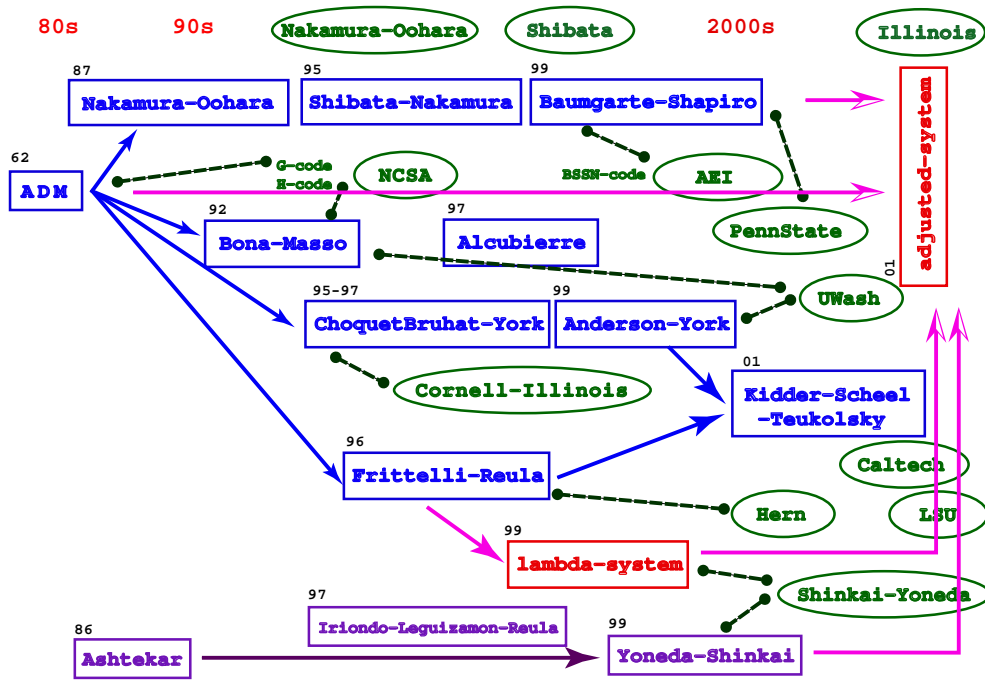 80s
90s
Nakamura-Oohara
Shibata
2000s
Illinois
87
Nakamura-Oohara
95
Shibata-Nakamura
99
Baumgarte-Shapiro
adjusted-system
01
62
ADM
G-code
H-code
NCSA
BSSN-code
AEI
92
Bona-Masso
97
Alcubierre
PennState
95-97
ChoquetBruhat-York
99
Anderson-York
UWash
Cornell-Illinois
01
Kidder-Scheel
-Teukolsky
96
Frittelli-Reula
Caltech
Hern
LSU
99
lambda-system
Shinkai-Yoneda
97
Iriondo-Leguizamon-Reula
86
Ashtekar
99
Yoneda-Shinkai